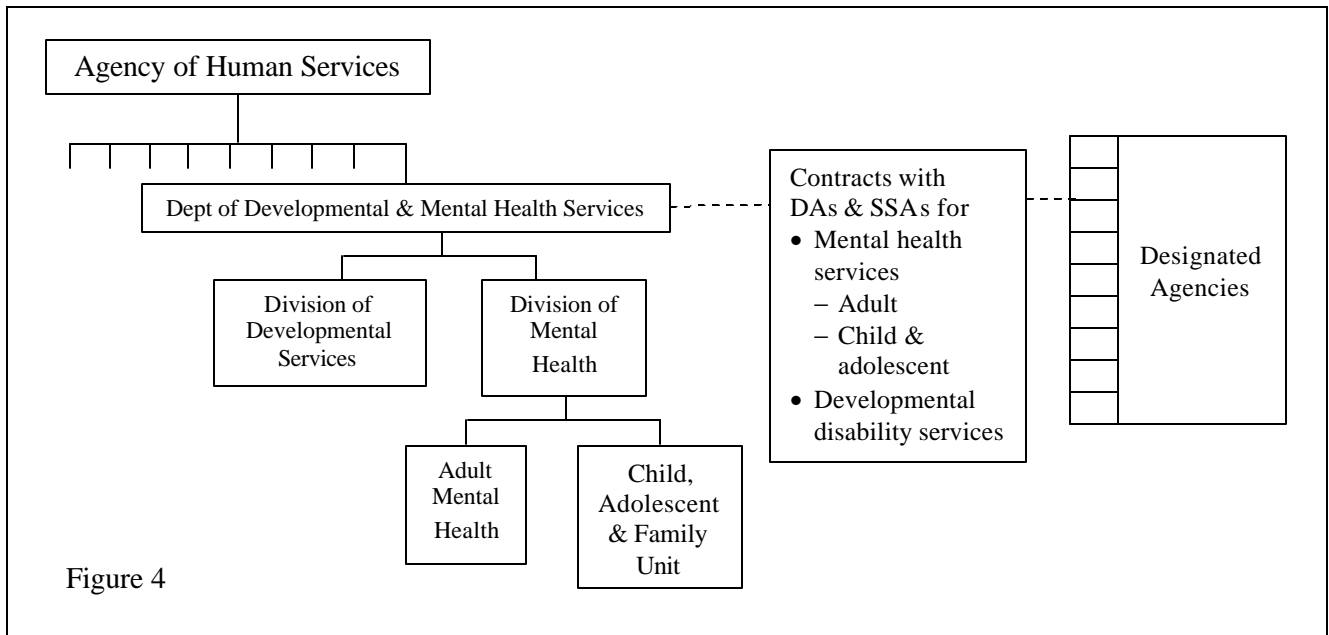 Agency of Human Services
Dept of Developmental & Mental Health Services
Division of
Developmental
Services
Division of
Mental
Health
Adult
Mental
Health
Child,
Adolescent
& Family
Unit
Contracts with
DAs & SSAs for
• Mental health
services
– Adult
– Child &
adolescent
• Developmental
disability services
Designated
Agencies
Figure 4